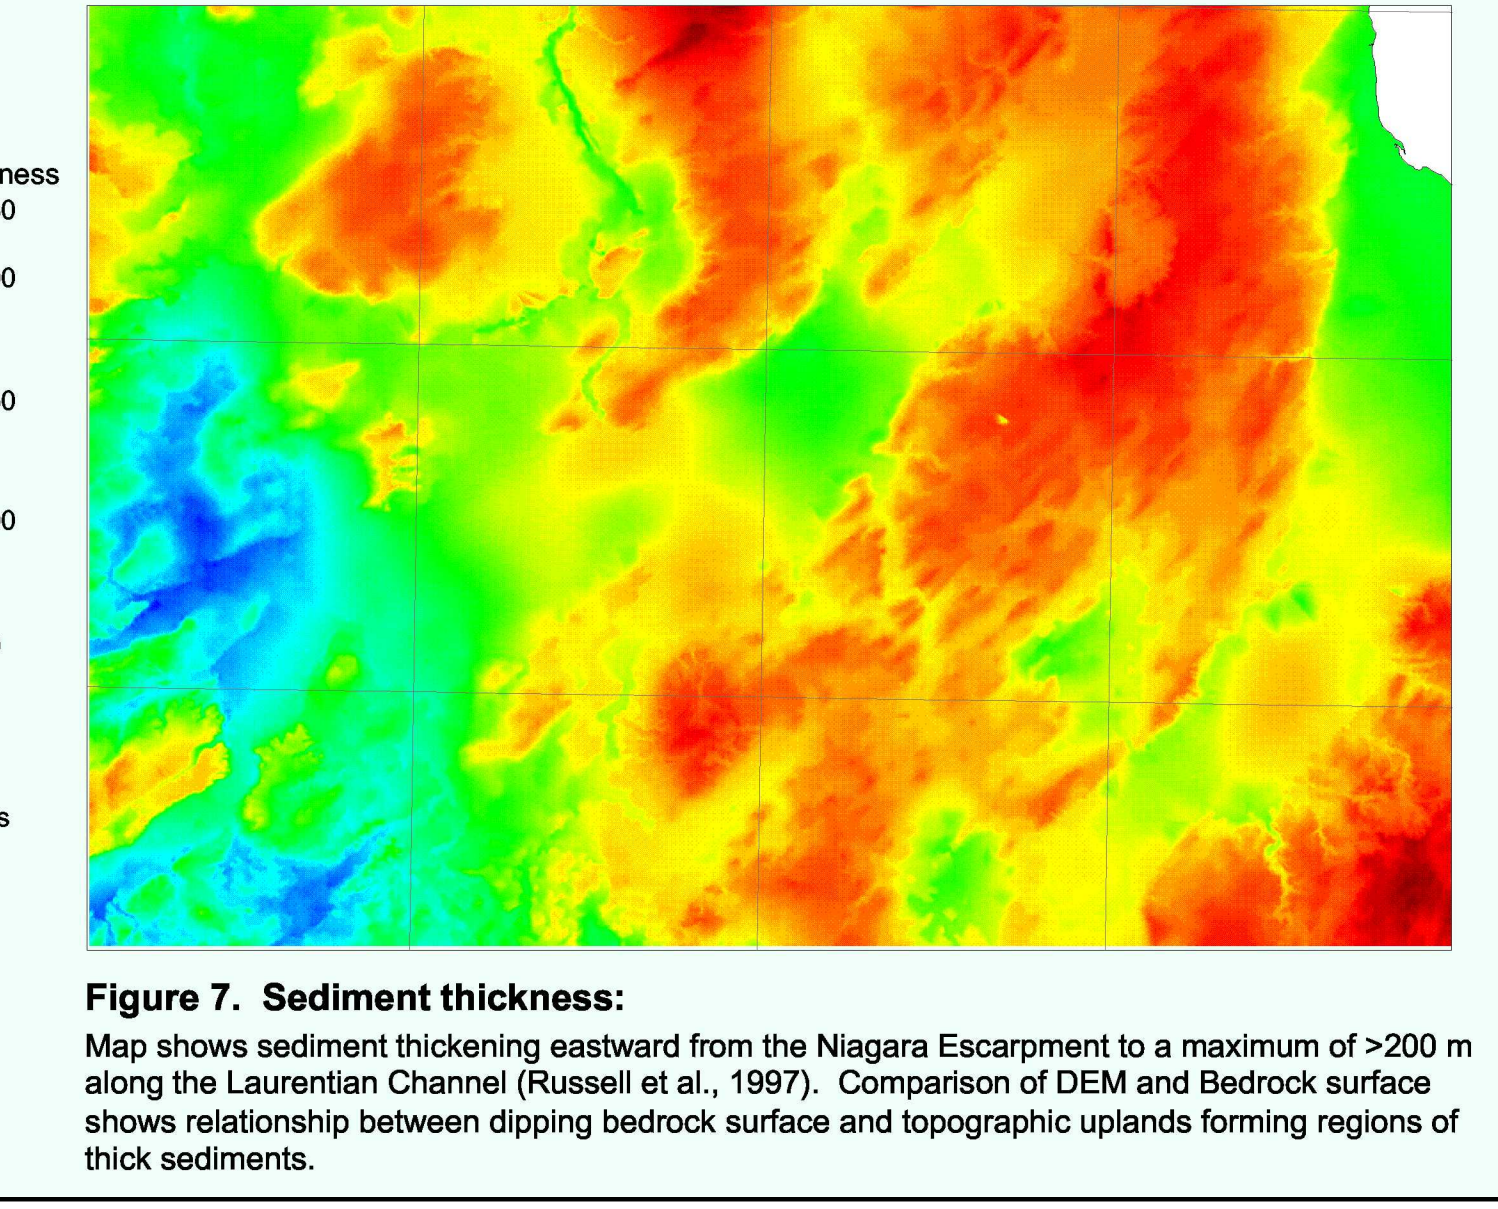 ness
0
0
0
0
s
Figure 7. Sediment thickness:
Map shows sediment thickening eastward from the Niagara Escarpment to a maximum of >200 m
along the Laurentian Channel (Russell et al., 1997). Comparison of DEM and Bedrock surface
shows relationship between dipping bedrock surface and topographic uplands forming regions of
thick sediments.